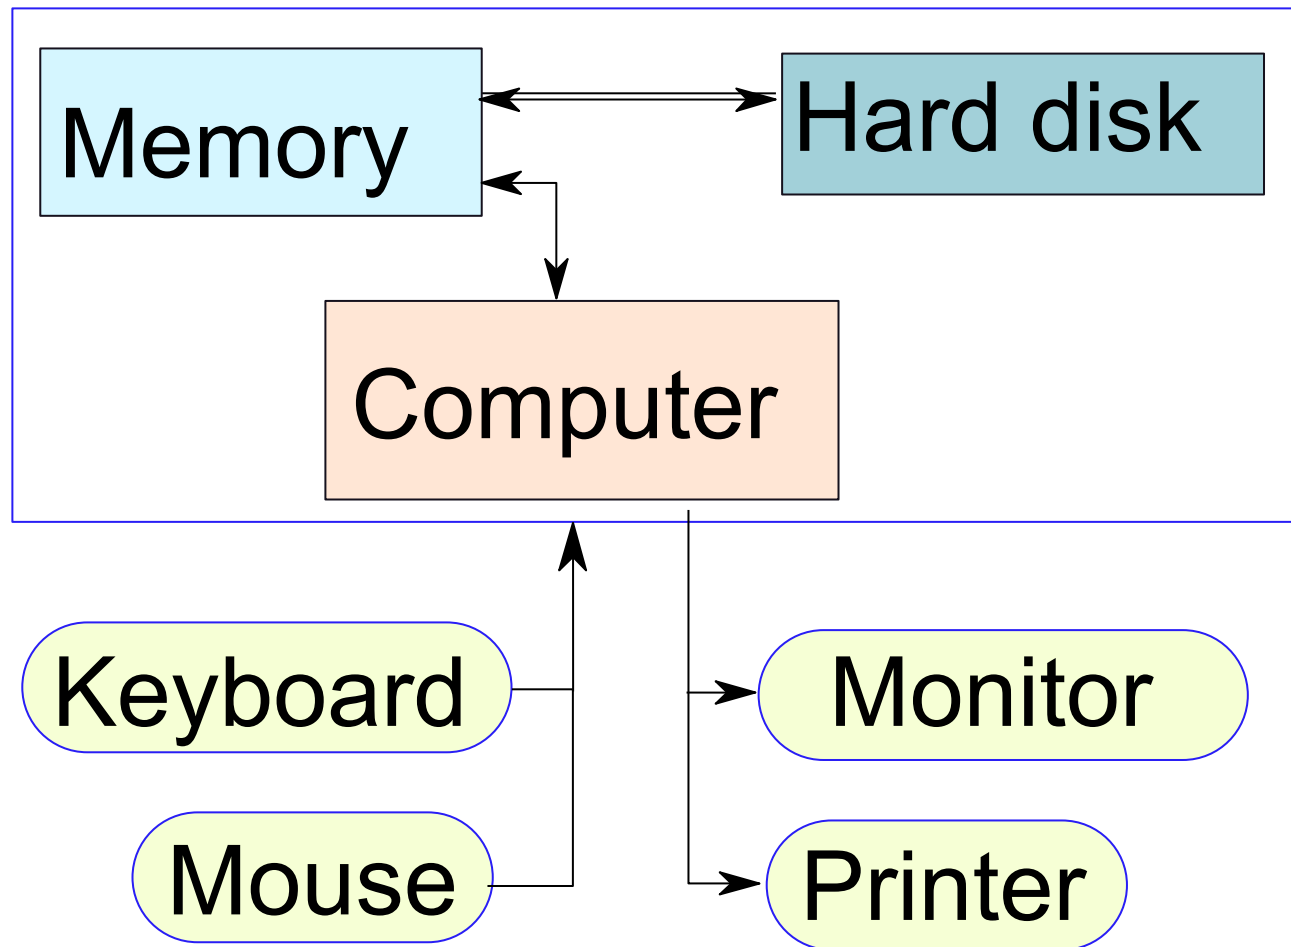 Memory
Hard disk
Computer
Keyboard
Monitor
Mouse
Printer